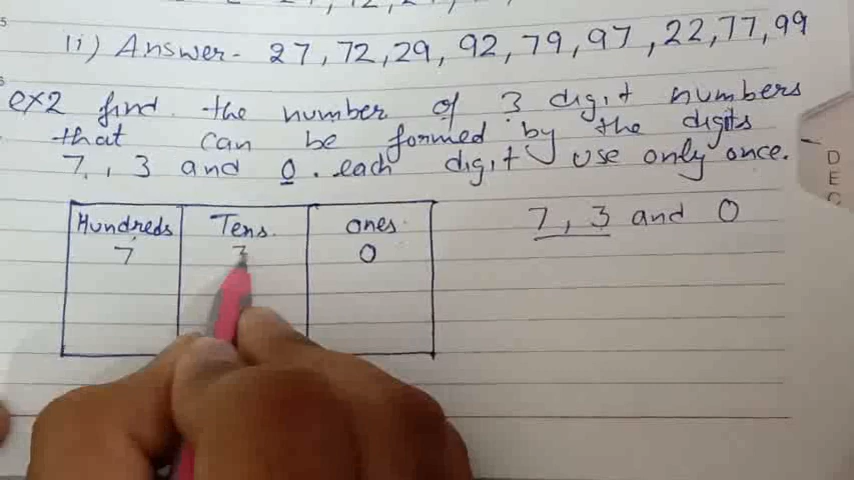 ii) Answer- 27, 72, 29, 92, 79, 97, 22, 77, 99
ex2 find the number of 3 digit numbers
that can be formed by the digits
7, 3 and 0. each digit use only once.
7, 3 and 0
Hundreds Tens. ones.
7 3 0
DEC